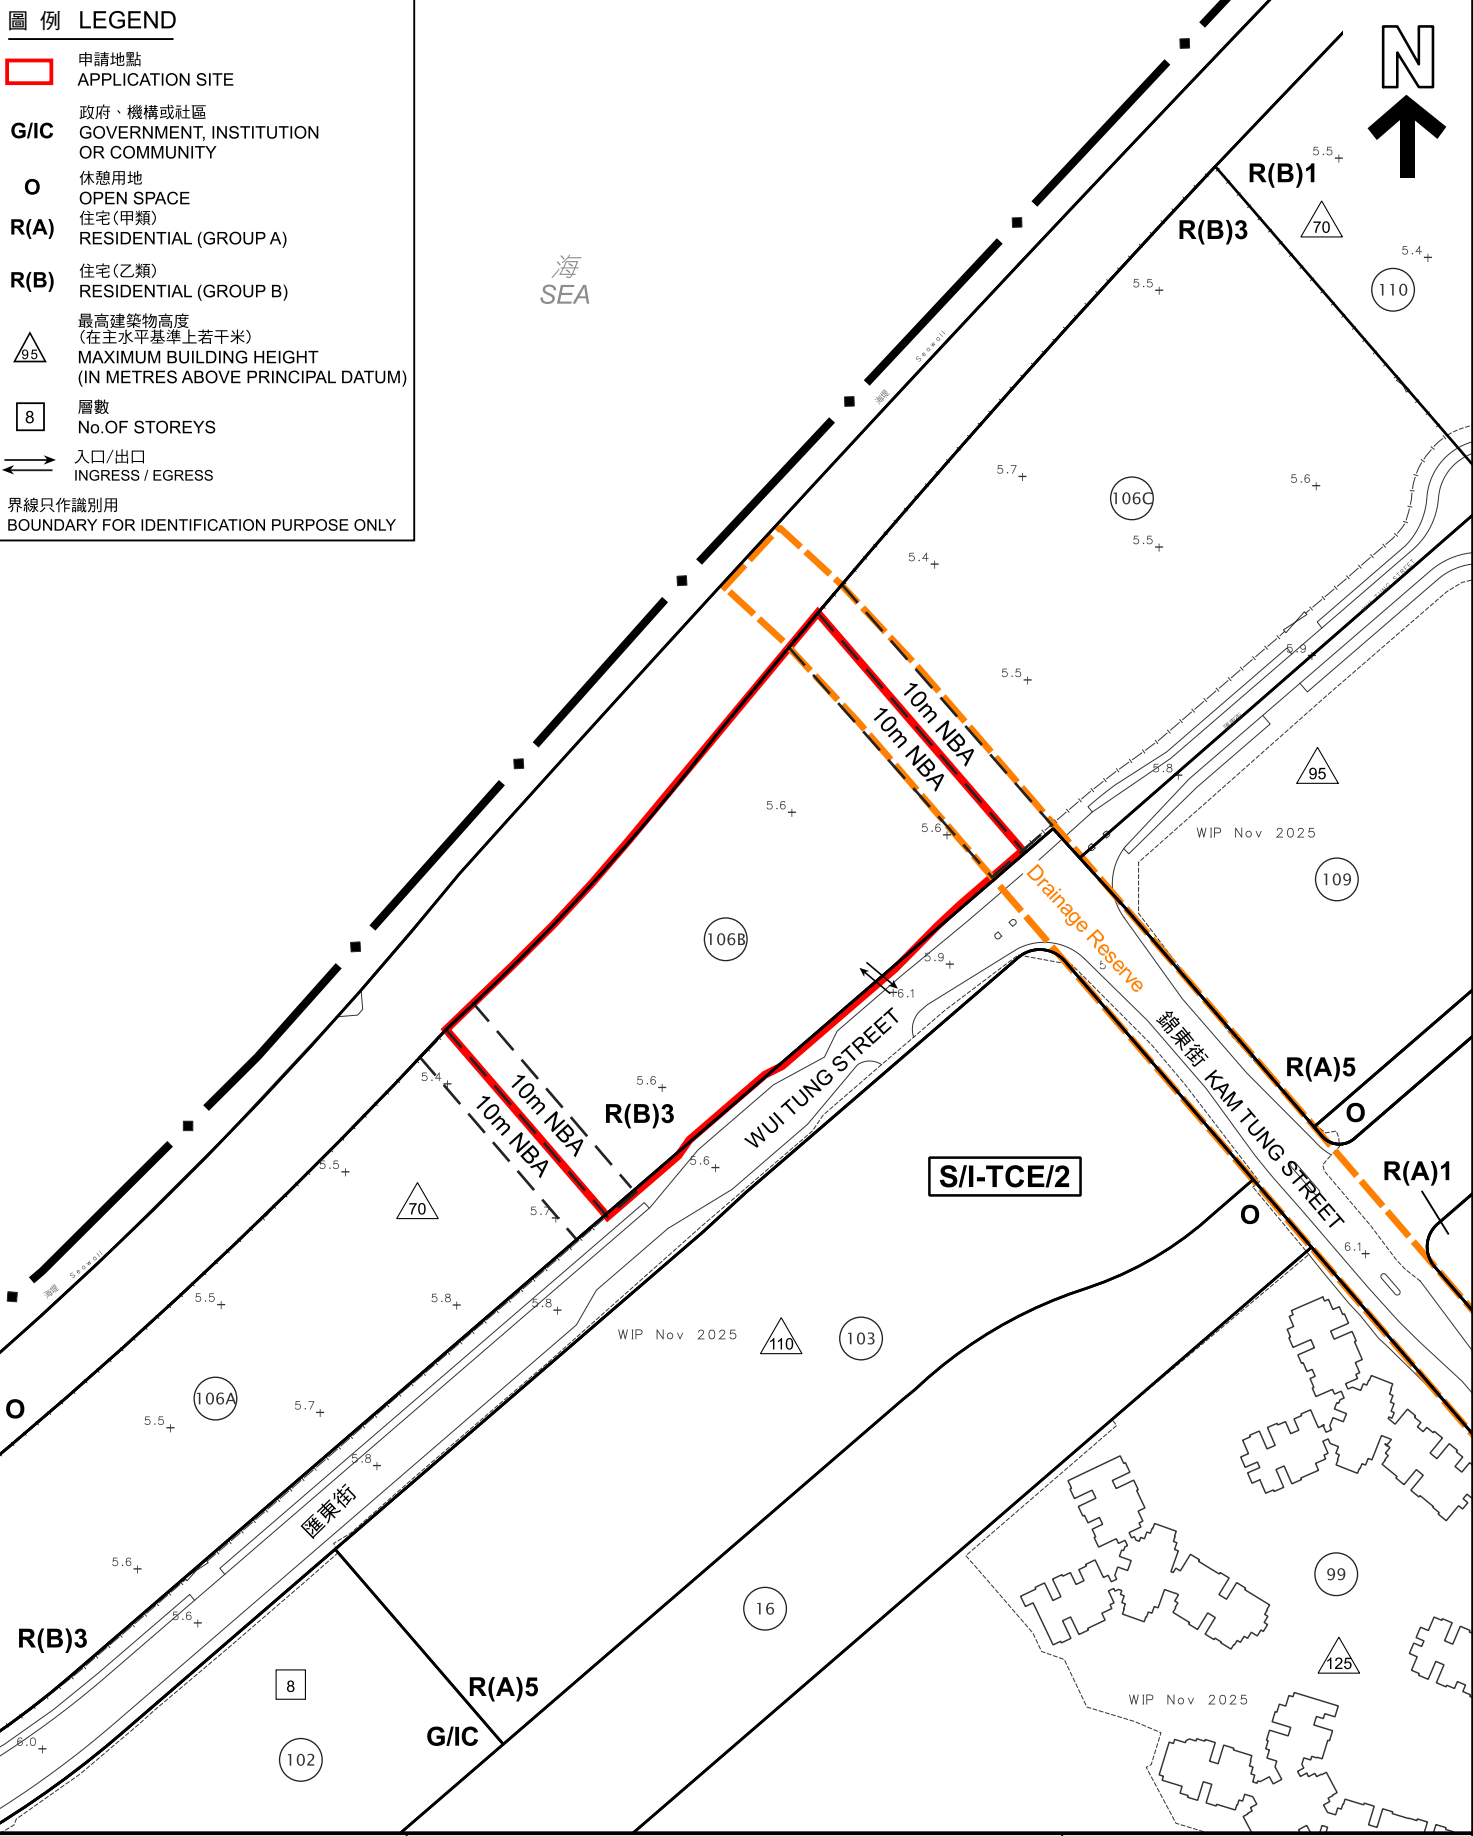 圖例 LEGEND
申請地點
APPLICATION SITE
G/IC
政府、機構或社區
GOVERNMENT, INSTITUTION
OR COMMUNITY
O
休憩用地
OPEN SPACE
R(A)
住宅(甲類)
RESIDENTIAL (GROUP A)
R(B)
住宅(乙類)
RESIDENTIAL (GROUP B)
95
最高建築物高度
(在主水平基準上若干米)
MAXIMUM BUILDING HEIGHT
(IN METRES ABOVE PRINCIPAL DATUM)
8
層數
No.OF STOREYS
入口/出口
INGRESS / EGRESS
界線只作識別用
BOUNDARY FOR IDENTIFICATION PURPOSE ONLY
N
海
SEA
5.5
R(B)1
R(B)3
70
5.4
110
5.5
海堤 Seawall
5.7
106C
5.6
5.5
5.4
5.9
5.5
10m NBA
10m NBA
5.8
95
WIP Nov 2025
109
5.6
5.6
Drainage Reserve
106B
5.9
6.1
WUI TUNG STREET
錦東街 KAM TUNG STREET
R(A)5
O
5.4
10m NBA
10m NBA
5.6
R(B)3
5.6
S/I-TCE/2
R(A)1
5.5
70
5.7
O
6.1
海堤 Seawall
5.5
5.8
5.8
WIP Nov 2025
110
103
106A
O
5.5
5.7
5.8
匯東街
5.6
5.6
R(B)3
16
99
125
8
R(A)5
G/IC
WIP Nov 2025
6.0
102